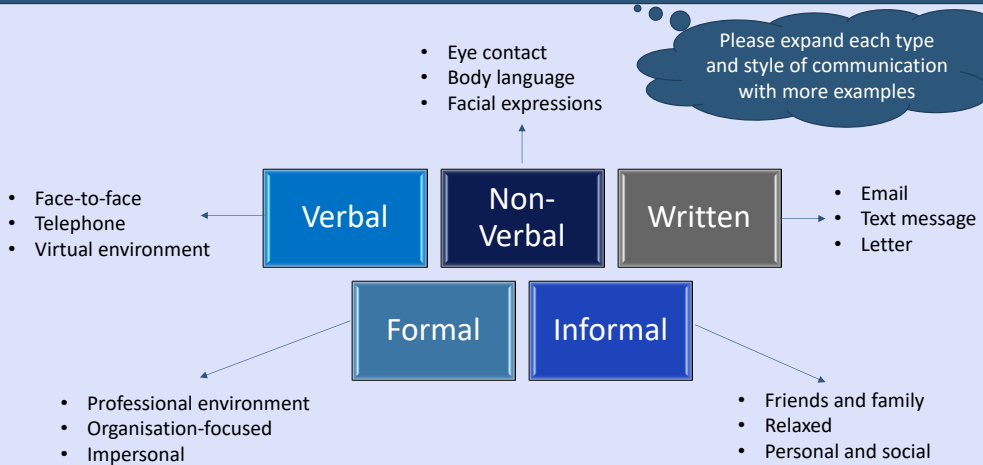 Please expand each type
and style of communication
with more examples
• Eye contact
• Body language
• Facial expressions
• Face-to-face
• Telephone
• Virtual environment
Verbal
Non-
Verbal
Written
• Email
• Text message
• Letter
Formal
Informal
• Professional environment
• Organisation-focused
• Impersonal
• Friends and family
• Relaxed
• Personal and social